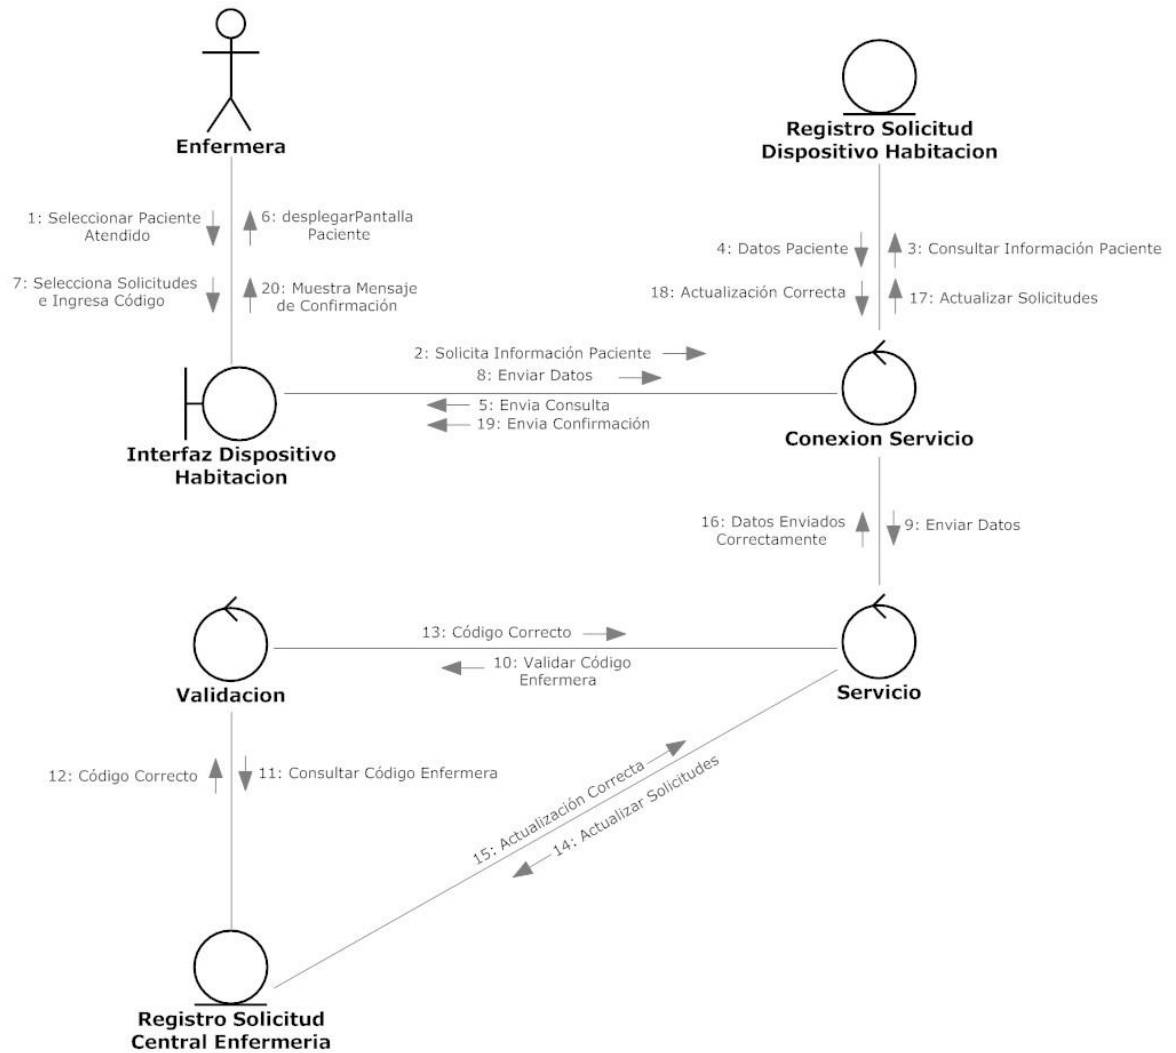 Enfermera
Registro Solicitud
Dispositivo Habitacion
1: Seleccionar Paciente
Atendido
6: desplegarPantalla
Paciente
7: Selecciona Solicitudes
e Ingresa Código
20: Muestra Mensaje
de Confirmación
4: Datos Paciente
3: Consultar Información Paciente
18: Actualización Correcta
17: Actualizar Solicitudes
2: Solicita Información Paciente
8: Enviar Datos
5: Envia Consulta
19: Envia Confirmación
Interfaz Dispositivo
Habitacion
Conexion Servicio
16: Datos Enviados
Correctamente
9: Enviar Datos
13: Código Correcto
10: Validar Código
Enfermera
Validacion
Servicio
12: Código Correcto
11: Consultar Código Enfermera
15: Actualización Correcta
14: Actualizar Solicitudes
Registro Solicitud
Central Enfermeria